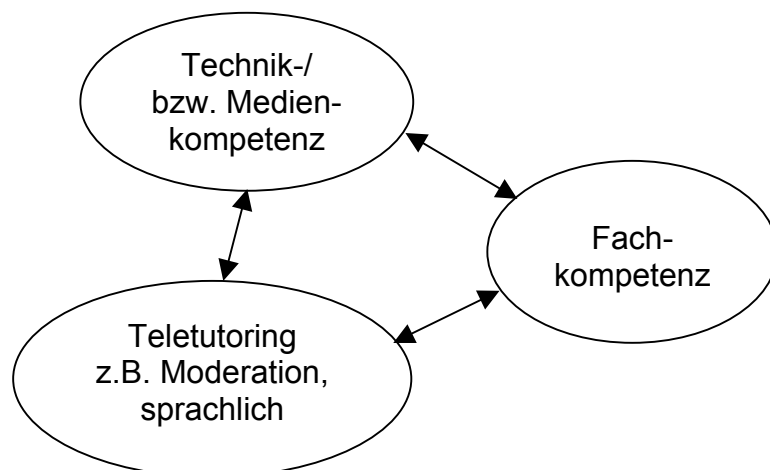 Technik-/
bzw. Medien-
kompetenz
Fach-
kompetenz
Teletutoring
z.B. Moderation,
sprachlich